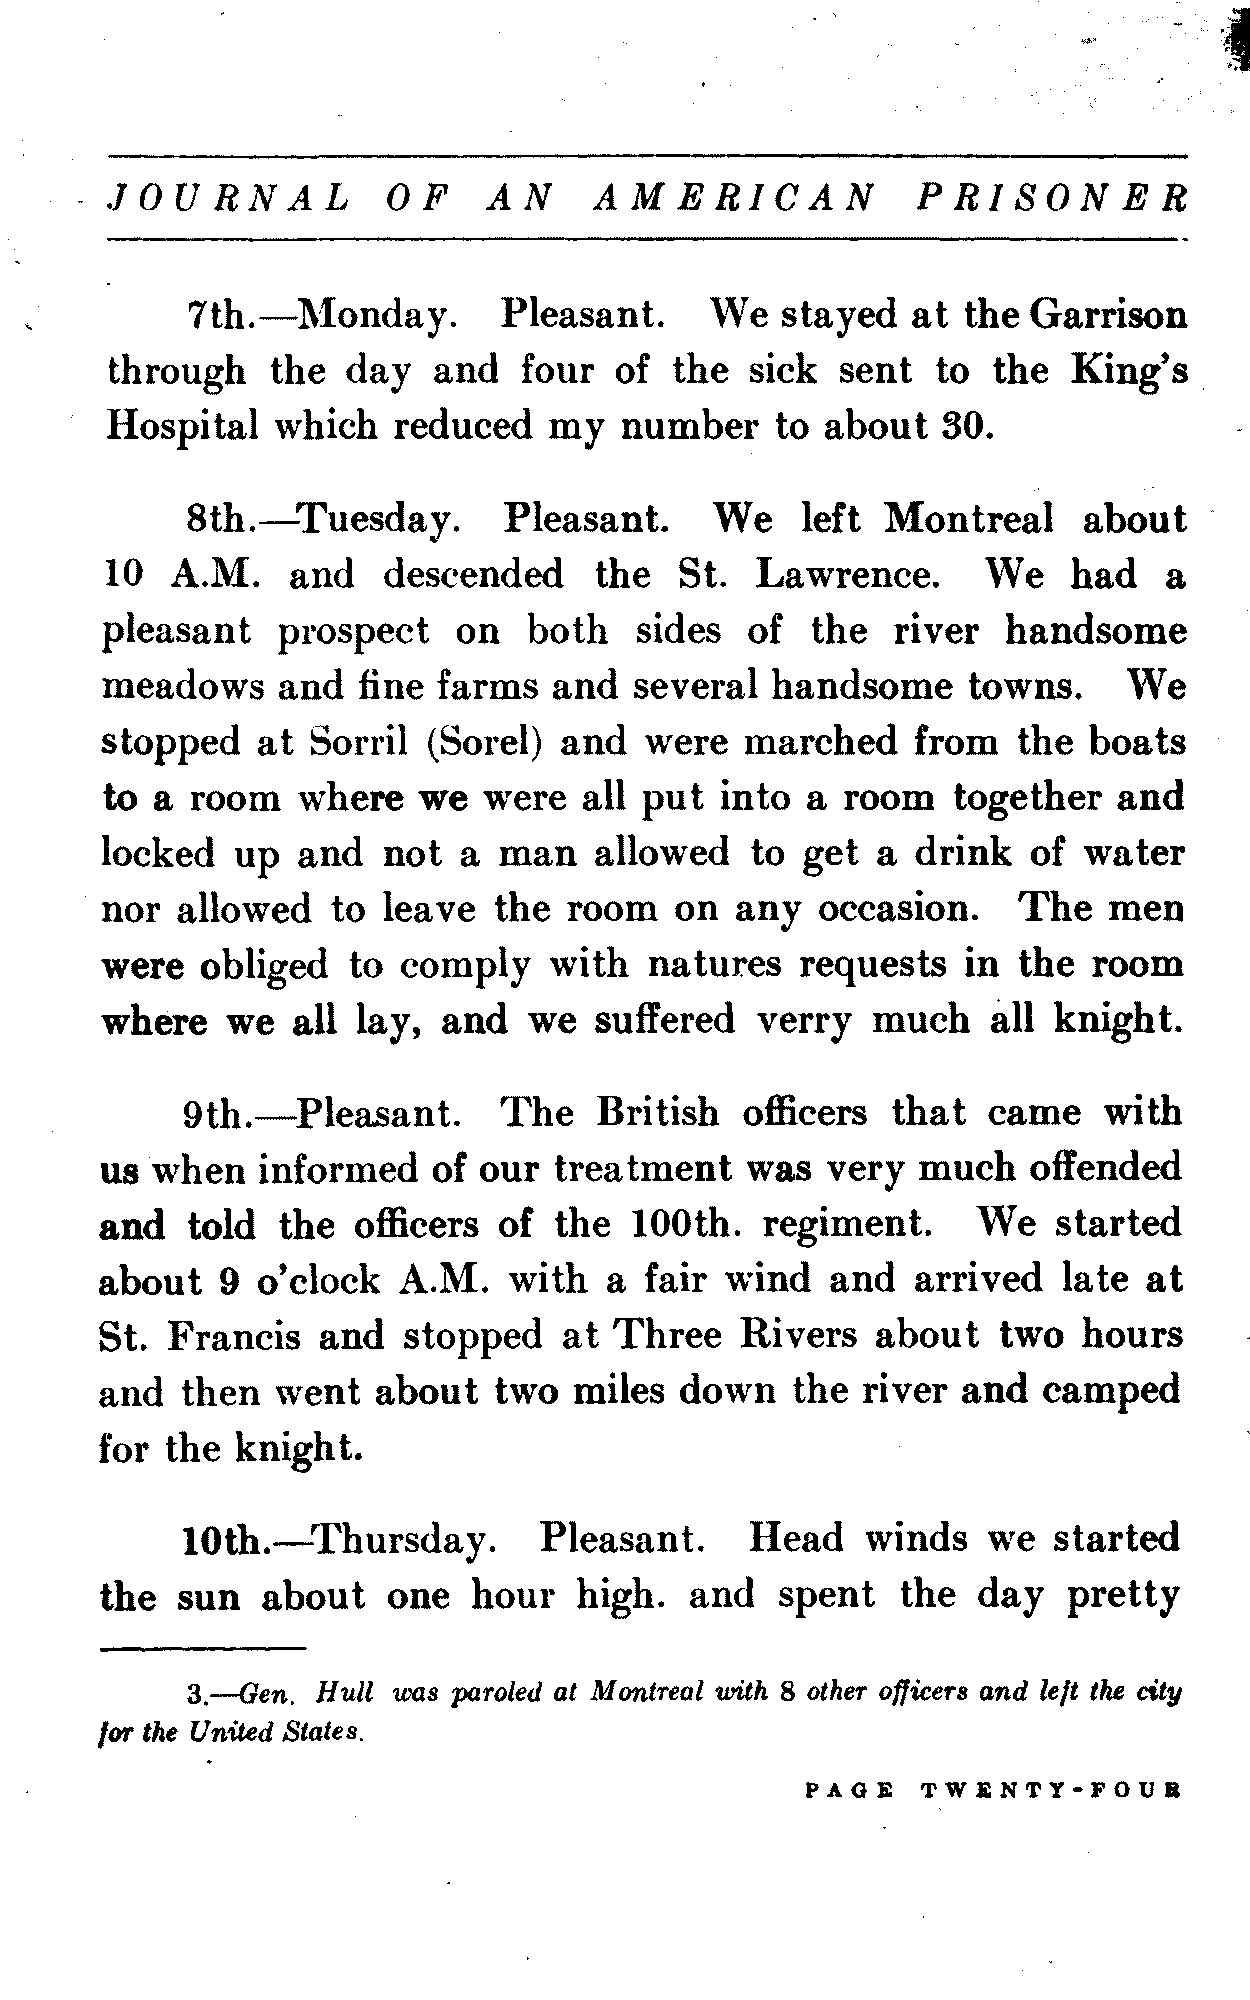 JOURNAL OF AN AMERICAN PRISONER
7th.—Monday. Pleasant. We stayed at the Garrison
through the day and four of the sick sent to the King's
Hospital which reduced my number to about 30.
8th.—Tuesday. Pleasant. We left Montreal about
10 A.M. and descended the St. Lawrence. We had a
pleasant prospect on both sides of the river handsome
meadows and fine farms and several handsome towns. We
stopped at Sorril (Sorel) and were marched from the boats
to a room where we were all put into a room together and
locked up and not a man allowed to get a drink of water
nor allowed to leave the room on any occasion. The men
were obliged to comply with natures requests in the room
where we all lay, and we suffered verry much all knight.
9th.—Pleasant. The British officers that came with
us when informed of our treatment was very much offended
and told the officers of the 100th. regiment. We started
about 9 o'clock A.M. with a fair wind and arrived late at
St. Francis and stopped at Three Rivers about two hours
and then went about two miles down the river and camped
for the knight.
10th.—Thursday. Pleasant. Head winds we started
the sun about one hour high. and spent the day pretty
3.—Gen. Hull was paroled at Montreal with 8 other officers and left the city
for the United States.
PAGE TWENTY-FOUR